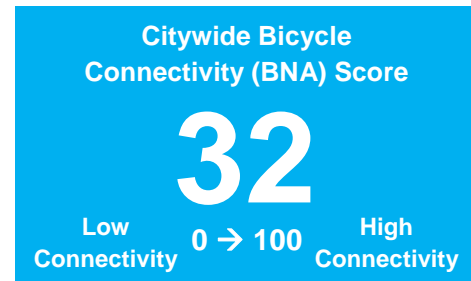 Citywide Bicycle
Connectivity (BNA) Score
32
Low
Connectivity
0 → 100
High
Connectivity